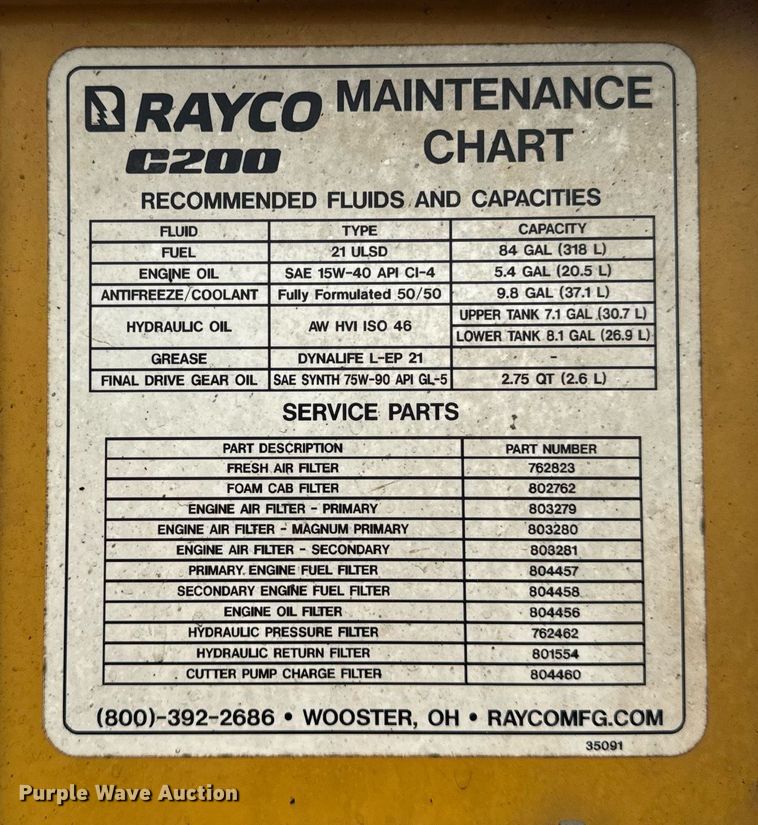 RAYCO MAINTENANCE
C200 CHART
RECOMMENDED FLUIDS AND CAPACITIES
FLUID TYPE CAPACITY
FUEL 21 ULSD 84 GAL (318 L)
ENGINE OIL SAE 15W-40 API CI-4 5.4 GAL (20.5 L)
ANTIFREEZE/COOLANT Fully Formulated 50/50 9.8 GAL (37.1 L)
HYDRAULIC OIL AW HVI ISO 46 UPPER TANK 7.1 GAL (30.7 L)
LOWER TANK 8.1 GAL (26.9 L)
GREASE DYNALIFE L-EP 21 -
FINAL DRIVE GEAR OIL SAE SYNTH 75W-90 API GL-5 2.75 QT (2.6 L)
SERVICE PARTS
PART DESCRIPTION PART NUMBER
FRESH AIR FILTER 762823
FOAM CAB FILTER 802762
ENGINE AIR FILTER - PRIMARY 803279
ENGINE AIR FILTER - MAGNUM PRIMARY 803280
ENGINE AIR FILTER - SECONDARY 803281
PRIMARY ENGINE FUEL FILTER 804457
SECONDARY ENGINE FUEL FILTER 804458
ENGINE OIL FILTER 804456
HYDRAULIC PRESSURE FILTER 762462
HYDRAULIC RETURN FILTER 801554
CUTTER PUMP CHARGE FILTER 804460
(800)-392-2686 • WOOSTER, OH • RAYCOMFG.COM
35091
Purple Wave Auction